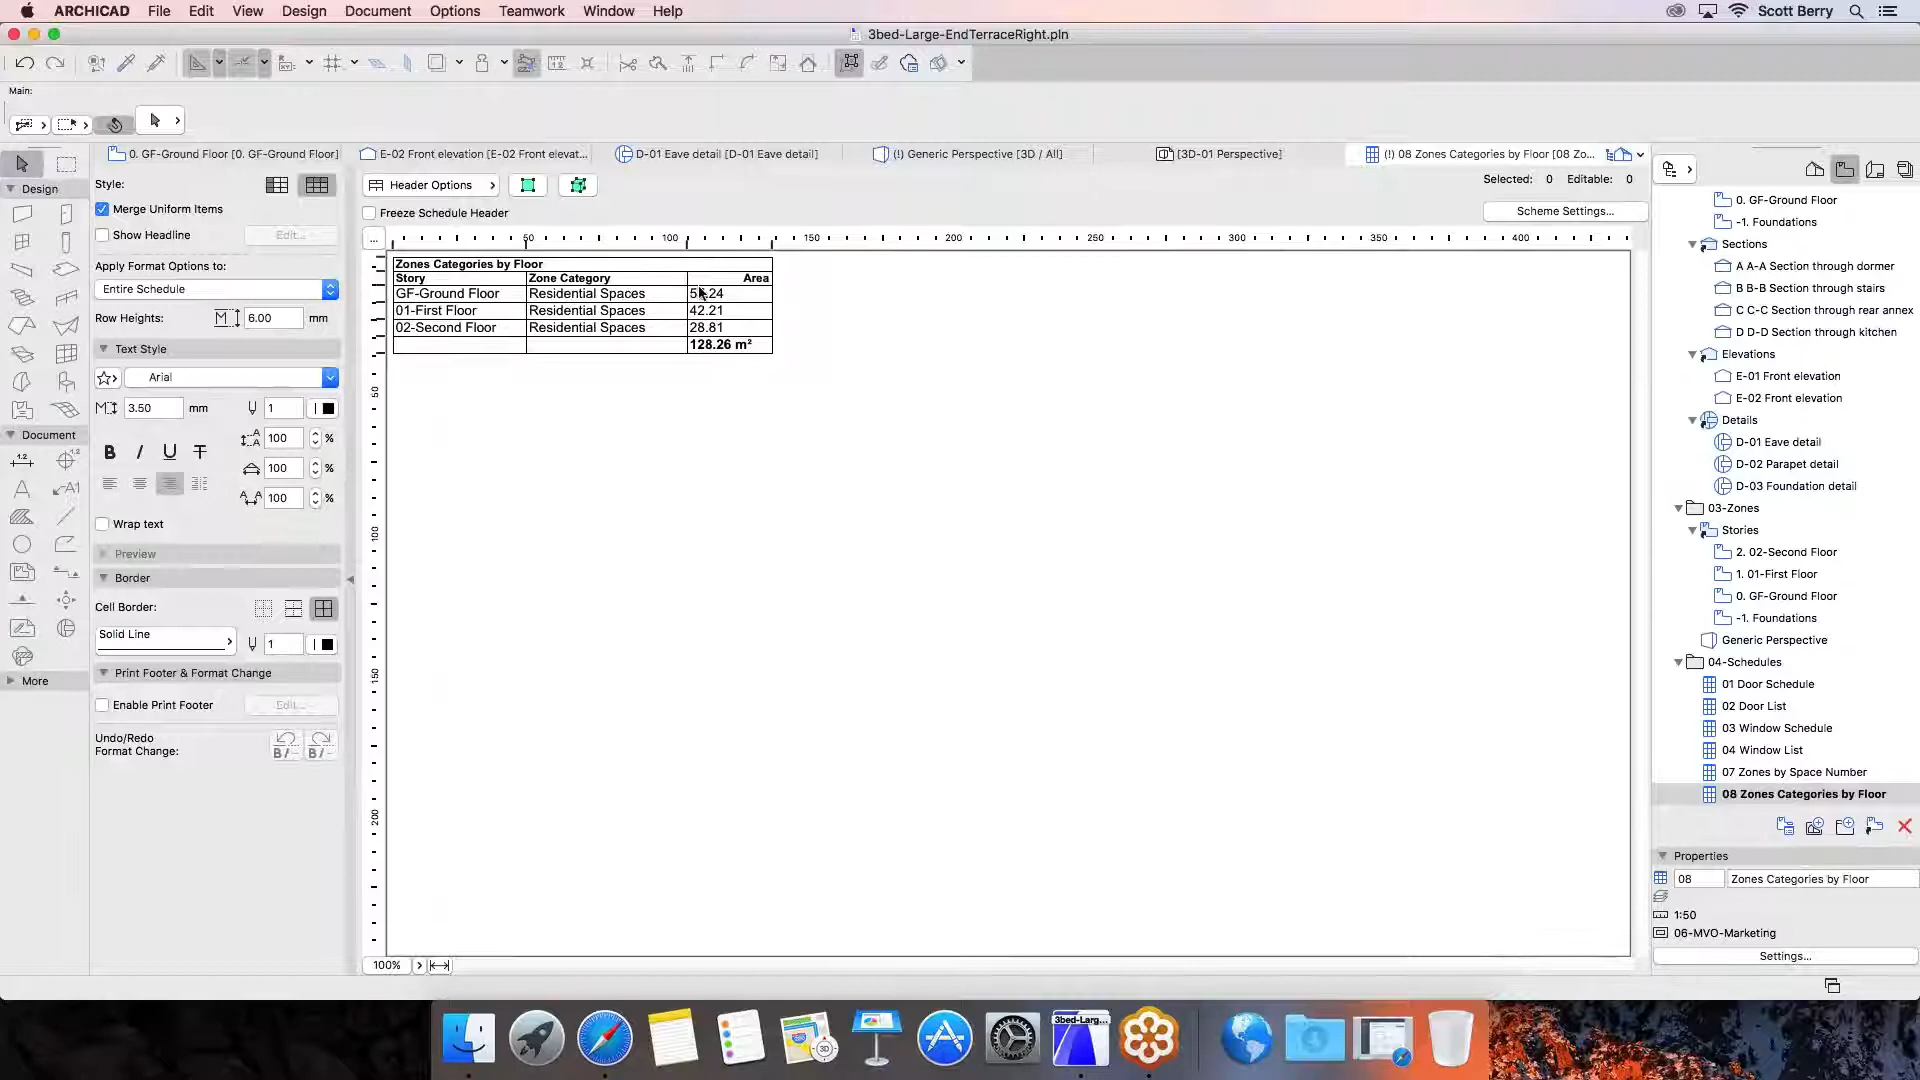 ARCHICAD File Edit View Design Document Options Teamwork Window Help Scott Berry
3bed-Large-EndTerraceRight.pln
Main:
0. GF-Ground Floor [0. GF-Ground Floor] E-02 Front elevation [E-02 Front elevat... D-01 Eave detail [D-01 Eave detail] (!) Generic Perspective [3D / All] [3D-01 Perspective] (!) 08 Zones Categories by Floor [08 Zo...
Design
Document
More
Style:
Merge Uniform Items
Show Headline Edit...
Apply Format Options to:
Entire Schedule
Row Heights: 6.00 mm
Text Style
Arial
3.50 mm 1
100 %
B I U T
100 %
100 %
Wrap text
Preview
Border
Cell Border:
Solid Line 1
Print Footer & Format Change
Enable Print Footer Edit...
Undo/Redo
Format Change:
Header Options
Selected: 0 Editable: 0
Freeze Schedule Header
Scheme Settings...
... 50 100 150 200 250 300 350 400
50
100
150
200
Zones Categories by Floor
Story Zone Category Area
GF-Ground Floor Residential Spaces
01-First Floor Residential Spaces 42.21
02-Second Floor Residential Spaces 28.81
128.26 m²
100%
0. GF-Ground Floor
-1. Foundations
Sections
A A-A Section through dormer
B B-B Section through stairs
C C-C Section through rear annex
D D-D Section through kitchen
Elevations
E-01 Front elevation
E-02 Front elevation
Details
D-01 Eave detail
D-02 Parapet detail
D-03 Foundation detail
03-Zones
Stories
2. 02-Second Floor
1. 01-First Floor
0. GF-Ground Floor
-1. Foundations
Generic Perspective
04-Schedules
01 Door Schedule
02 Door List
03 Window Schedule
04 Window List
07 Zones by Space Number
08 Zones Categories by Floor
Properties
08 Zones Categories by Floor
1:50
06-MVO-Marketing
Settings...
3bed-Larg...
3D